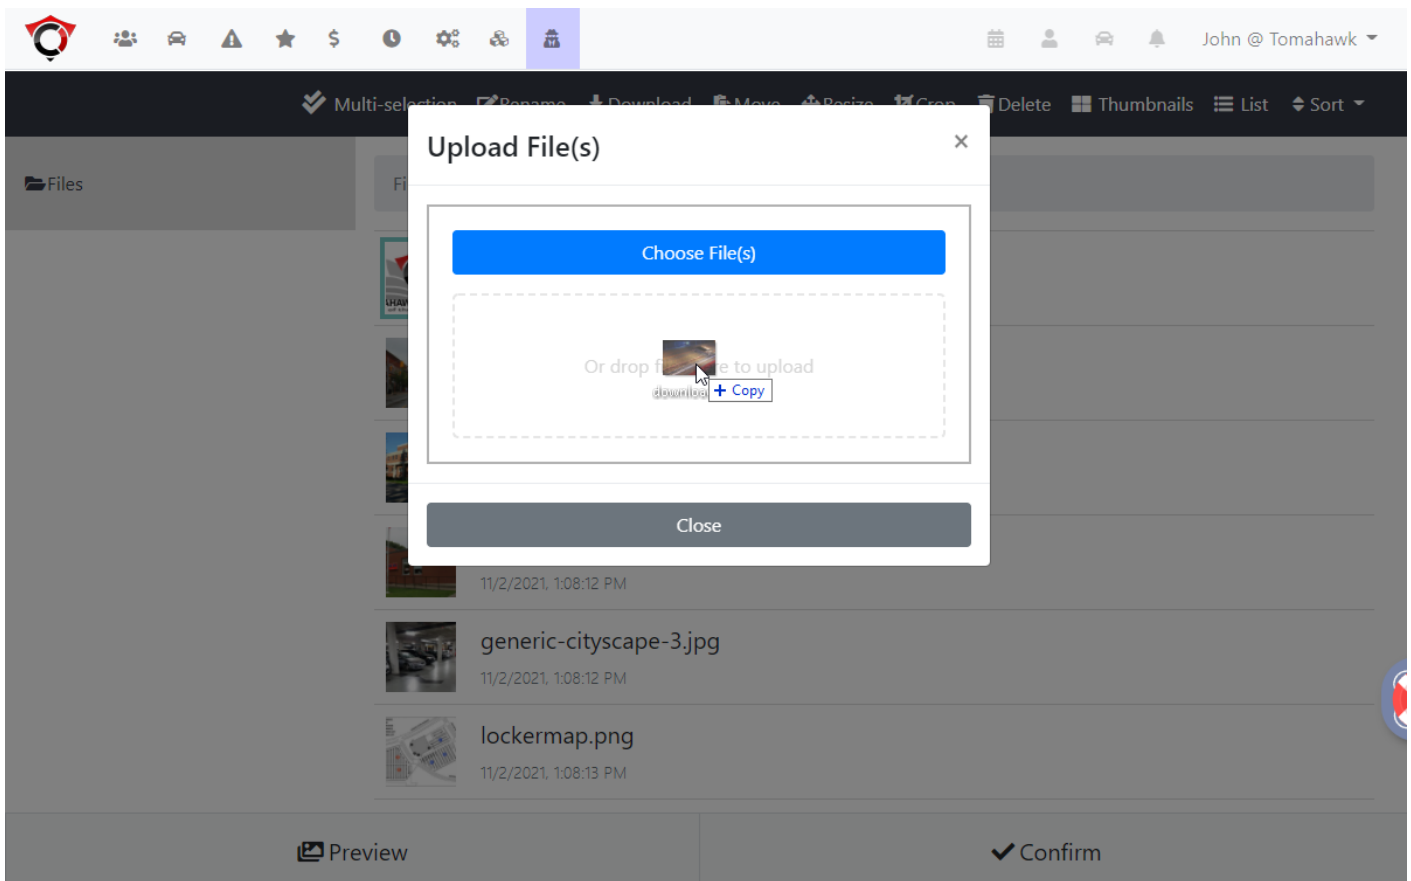 John @ Tomahawk
Multi-selection Rename Download Move Resize Crop Delete Thumbnails List Sort
Upload File(s)
×
Files
Choose File(s)
Or drop to upload
+ Copy
Close
11/2/2021, 1:08:12 PM
generic-cityscape-3.jpg
11/2/2021, 1:08:12 PM
lockermap.png
11/2/2021, 1:08:13 PM
Preview Confirm